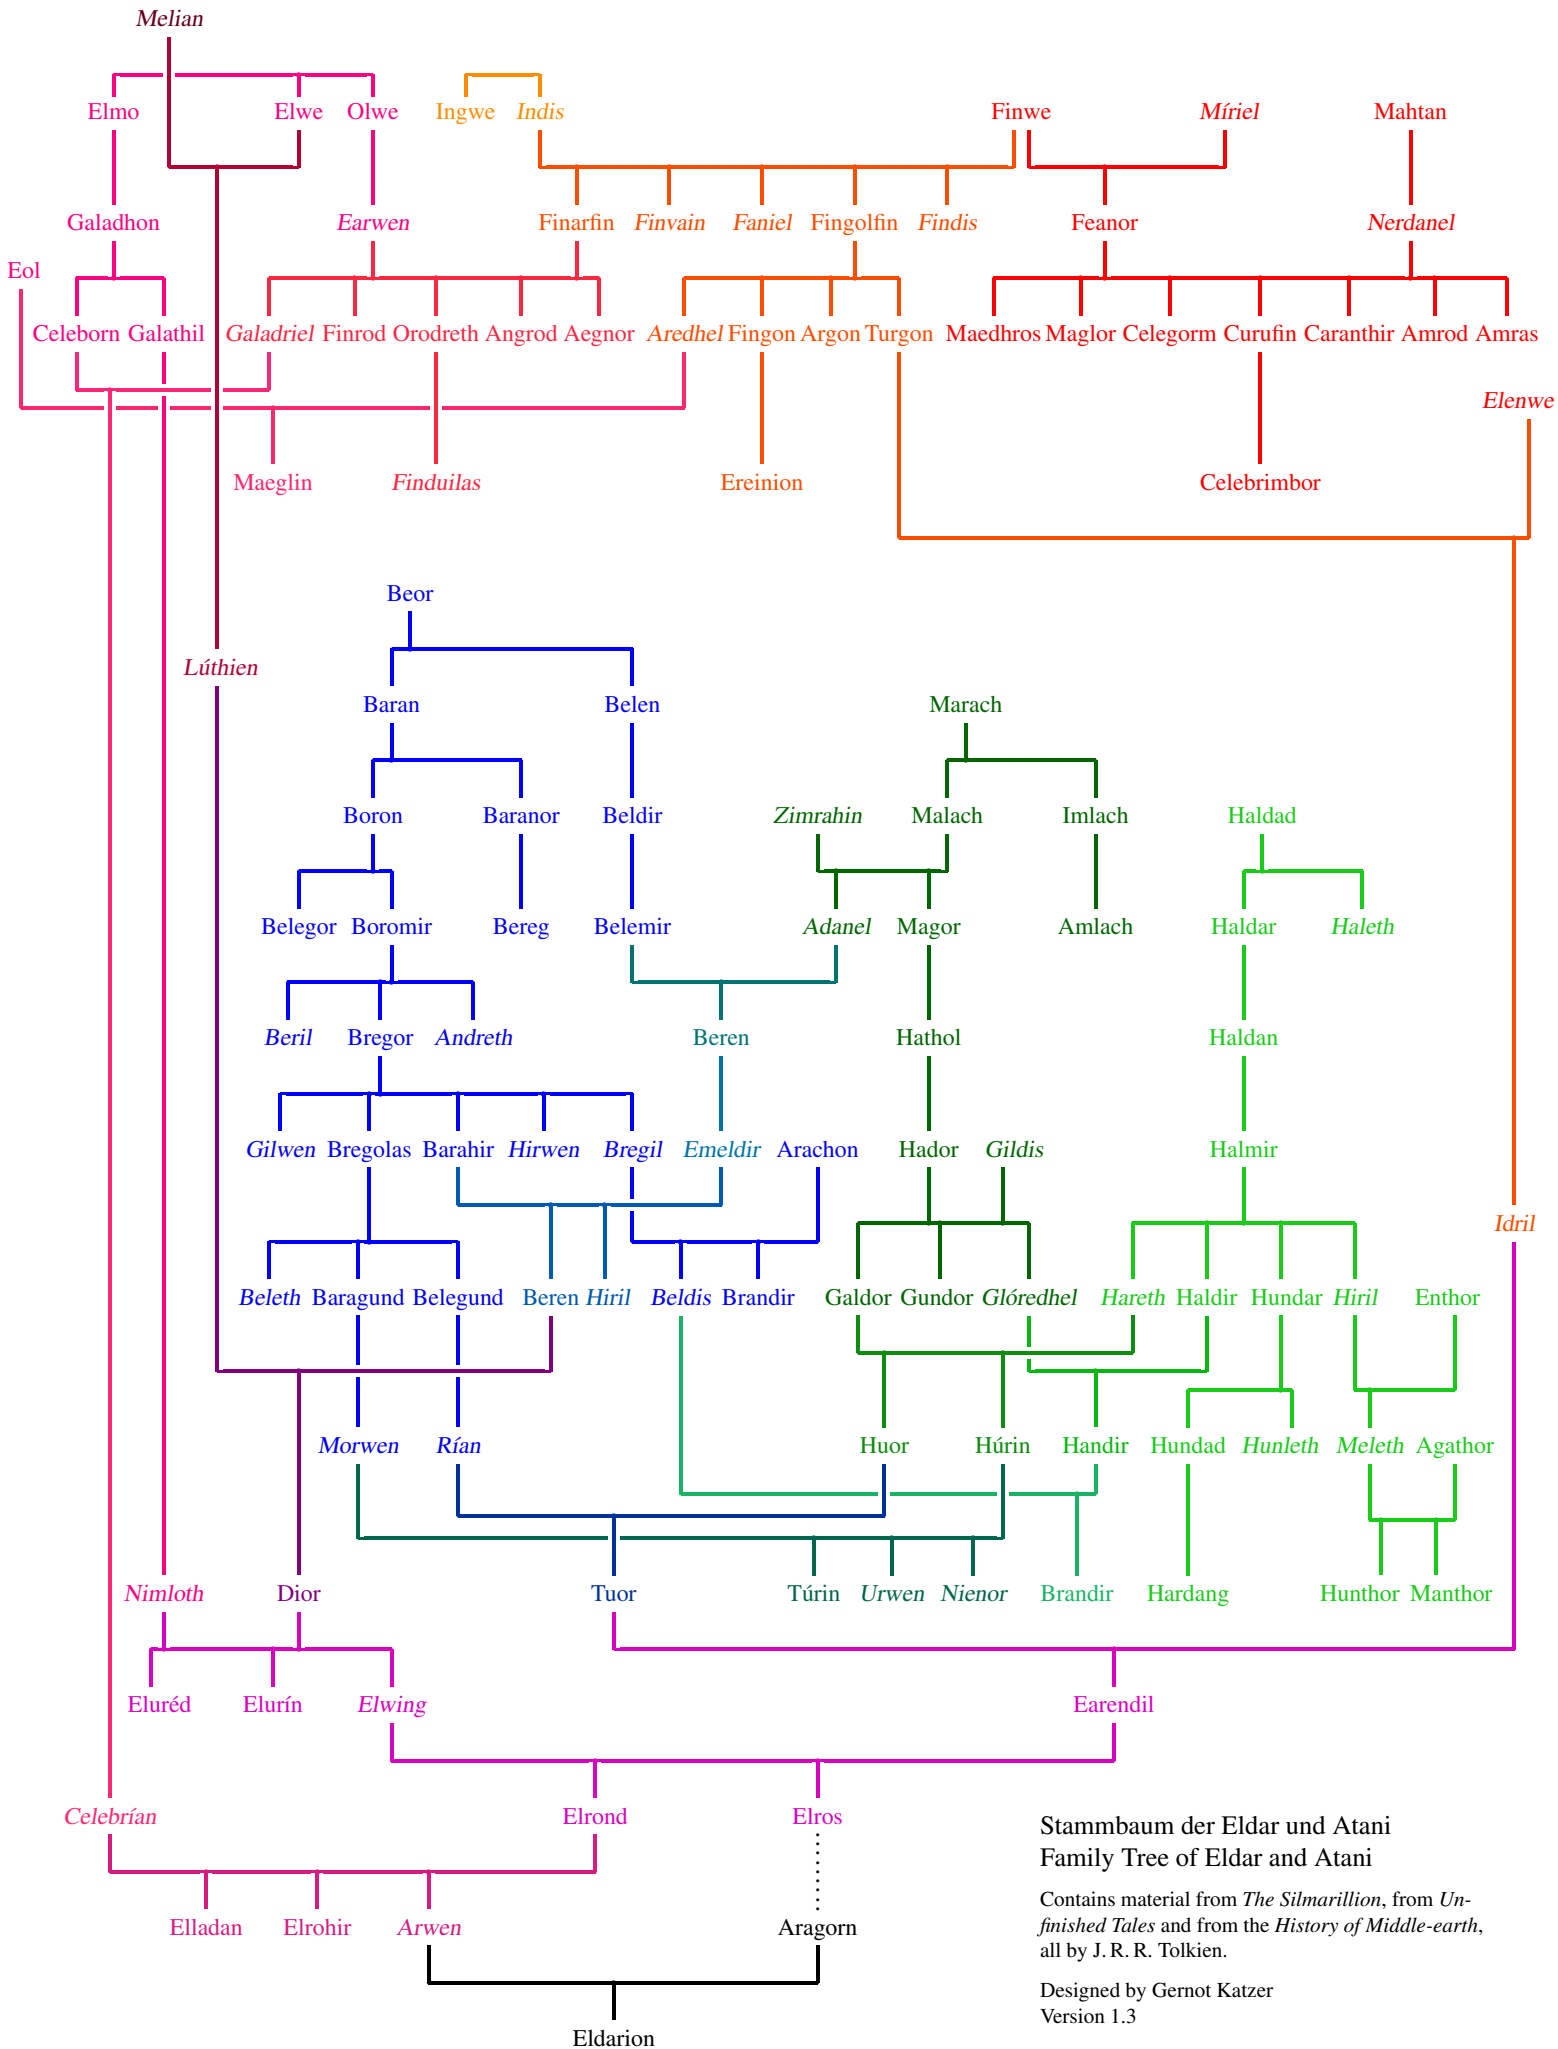 Melian
Elmo Elwe Olwe Ingwe Indis Finwe Míriel Mahtan
Galadhon Earwen Finarfin Finvain Faniel Fingolfin Findis Feanor Nerdanel
Eol
Celeborn Galathil Galadriel Finrod Orodreth Angrod Aegnor Aredhel Fingon Argon Turgon Maedhros Maglor Celegorm Curufin Caranthir Amrod Amras
Elenwe
Maeglin Finduilas Ereinion Celebrimbor
Beor
Lúthien
Baran Belen Marach
Boron Baranor Beldir Zimrahin Malach Imlach Haldad
Belegor Boromir Bereg Belemir Adanel Magor Amlach Haldar Haleth
Beril Bregor Andreth Beren Hathol Haldan
Gilwen Bregolas Barahir Hirwen Bregil Emeldir Arachon Hador Gildis Halmir
Idril
Beleth Baragund Belegund Beren Hiril Beldis Brandir Galdor Gundor Glóredhel Hareth Haldir Hundar Hiril Enthor
Morwen Rían Huor Húrin Handir Hundad Hunleth Meleth Agathor
Nimloth Dior Tuor Túrin Urwen Nienor Brandir Hardang Hunthor Manthor
Eluréd Elurín Elwing Earendil
Celebrían Elrond Elros
Elladan Elrohir Arwen Aragorn
Eldarion
Stammbaum der Eldar und Atani
Family Tree of Eldar and Atani
Contains material from The Silmarillion, from Un-
finished Tales and from the History of Middle-earth,
all by J. R. R. Tolkien.
Designed by Gernot Katzer
Version 1.3